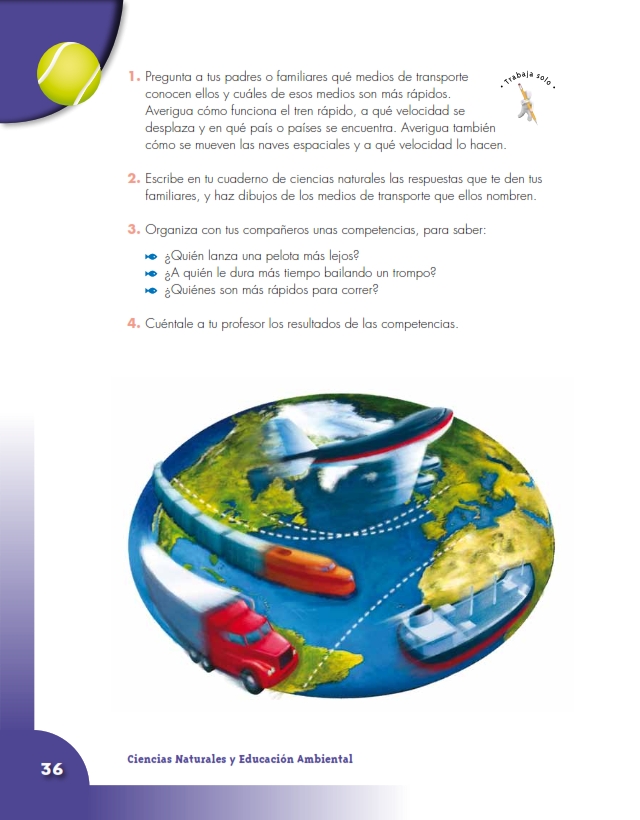 1. Pregunta a tus padres o familiares qué medios de transporte
conocen ellos y cuáles de esos medios son más rápidos.
Averigua cómo funciona el tren rápido, a qué velocidad se
desplaza y en qué país o países se encuentra. Averigua también
cómo se mueven las naves espaciales y a qué velocidad lo hacen.
• Trabaja solo •
2. Escribe en tu cuaderno de ciencias naturales las respuestas que te den tus
familiares, y haz dibujos de los medios de transporte que ellos nombren.
3. Organiza con tus compañeros unas competencias, para saber:
¿Quién lanza una pelota más lejos?
¿A quién le dura más tiempo bailando un trompo?
¿Quiénes son más rápidos para correr?
4. Cuéntale a tu profesor los resultados de las competencias.
36
Ciencias Naturales y Educación Ambiental